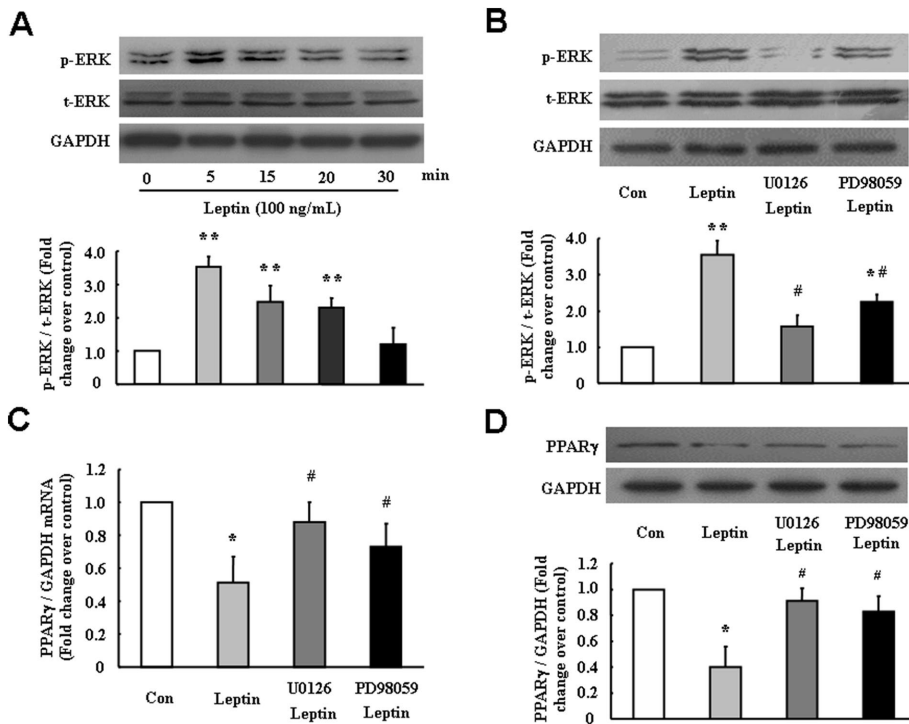 A
p-ERK
t-ERK
GAPDH
0 5 15 20 30 min
Leptin (100 ng/mL)
p-ERK / t-ERK (Fold
change over control)
4.0
3.0
2.0
1.0
0
**
**
**
B
p-ERK
t-ERK
GAPDH
Con Leptin U0126 PD98059
Leptin Leptin
p-ERK / t-ERK (Fold
change over control)
4.0
3.0
2.0
1.0
0
**
#
*#
C
PPARγ / GAPDH mRNA
(Fold change over control)
1.2
1.0
0.8
0.6
0.4
0.2
0
*
#
#
Con Leptin U0126 PD98059
Leptin Leptin
D
PPARγ
GAPDH
Con Leptin U0126 PD98059
Leptin Leptin
PPARγ / GAPDH (Fold
change over control)
1.2
1.0
0.8
0.6
0.4
0.2
0
*
#
#